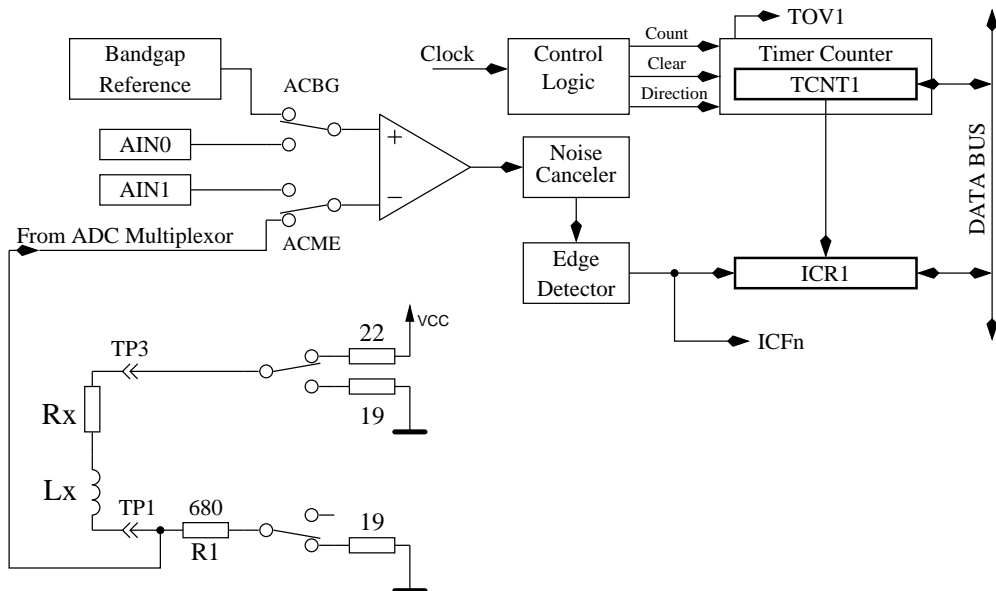 TOV1
Bandgap
Reference
Clock
Control
Logic
Count
Clear
Direction
Timer Counter
TCNT1
ACBG
AIN0
AIN1
+
−
Noise
Canceler
DATA BUS
From ADC Multiplexor
ACME
Edge
Detector
ICR1
ICFn
VCC
22
TP3
19
Rx
Lx
TP1
680
R1
19